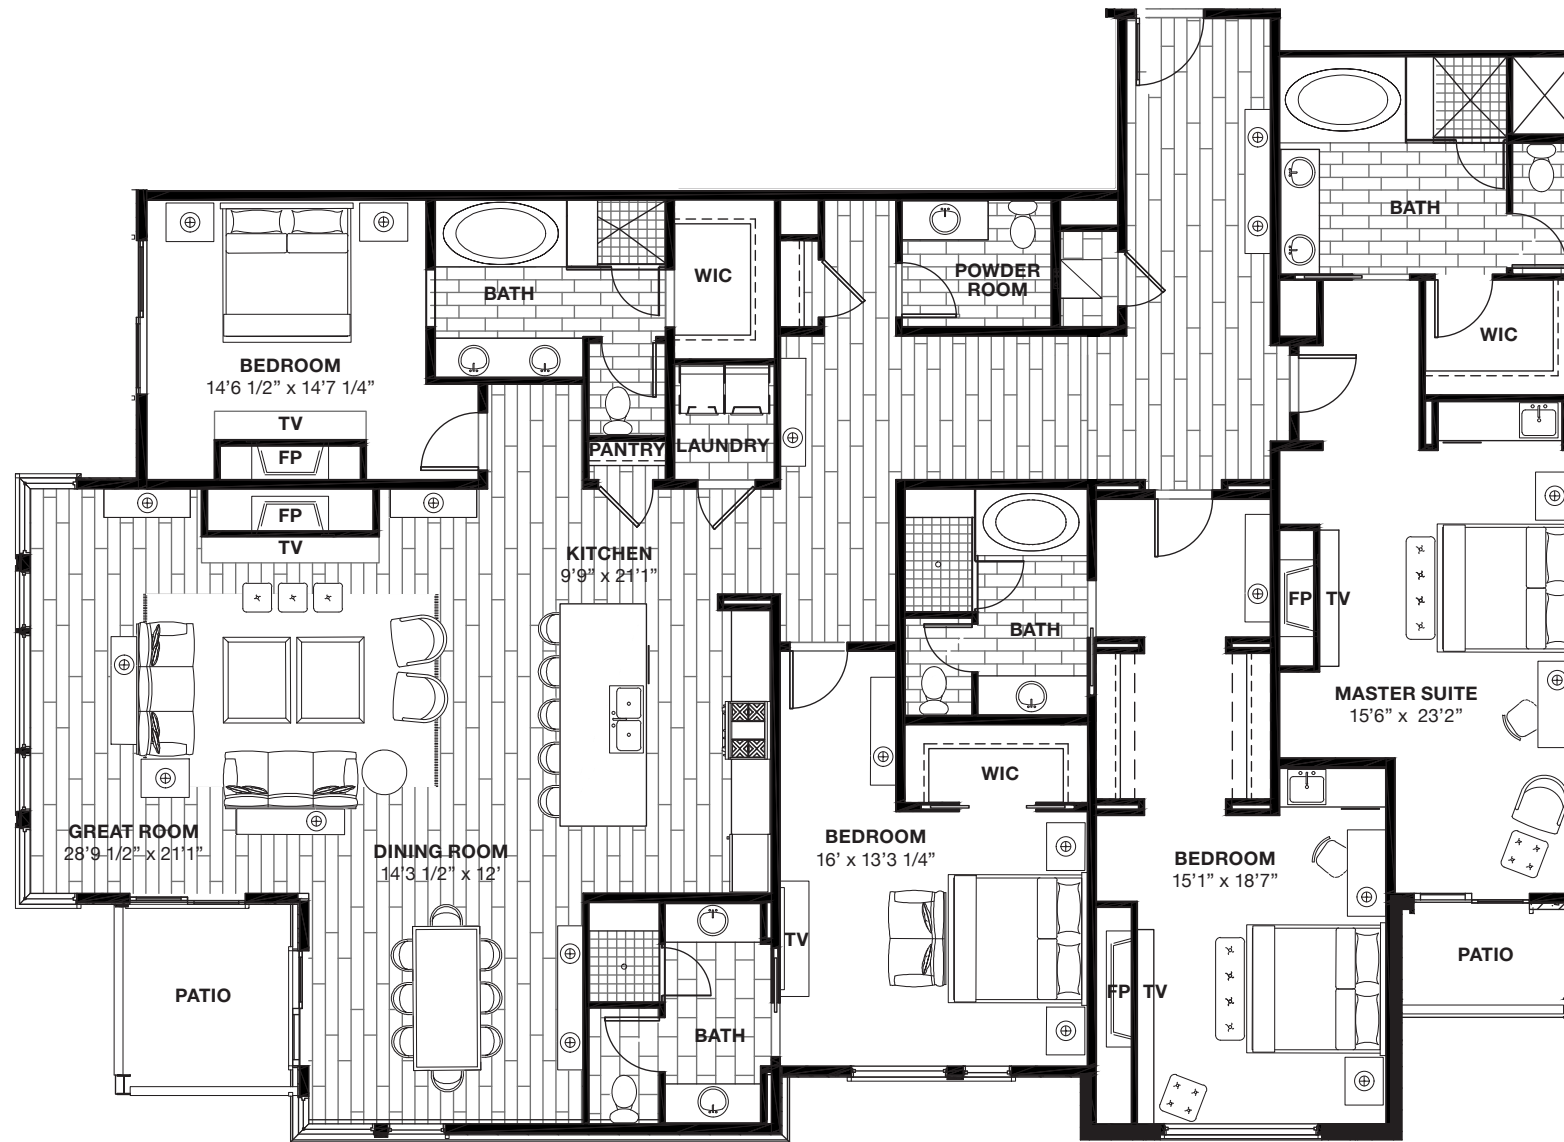 BATH
WIC
POWDER
ROOM
BATH
WIC
BEDROOM
14’6 1/2” x 14’7 1/4”
TV
FP
PANTRY
LAUNDRY
FP
TV
KITCHEN
9’9” x 21’1”
FP
TV
BATH
MASTER SUITE
15’6” x 23’2”
WIC
GREAT ROOM
28’9 1/2” x 21’1”
DINING ROOM
14’3 1/2” x 12’
BEDROOM
16’ x 13’3 1/4”
BEDROOM
15’1” x 18’7”
TV
PATIO
PATIO
FP
TV
BATH